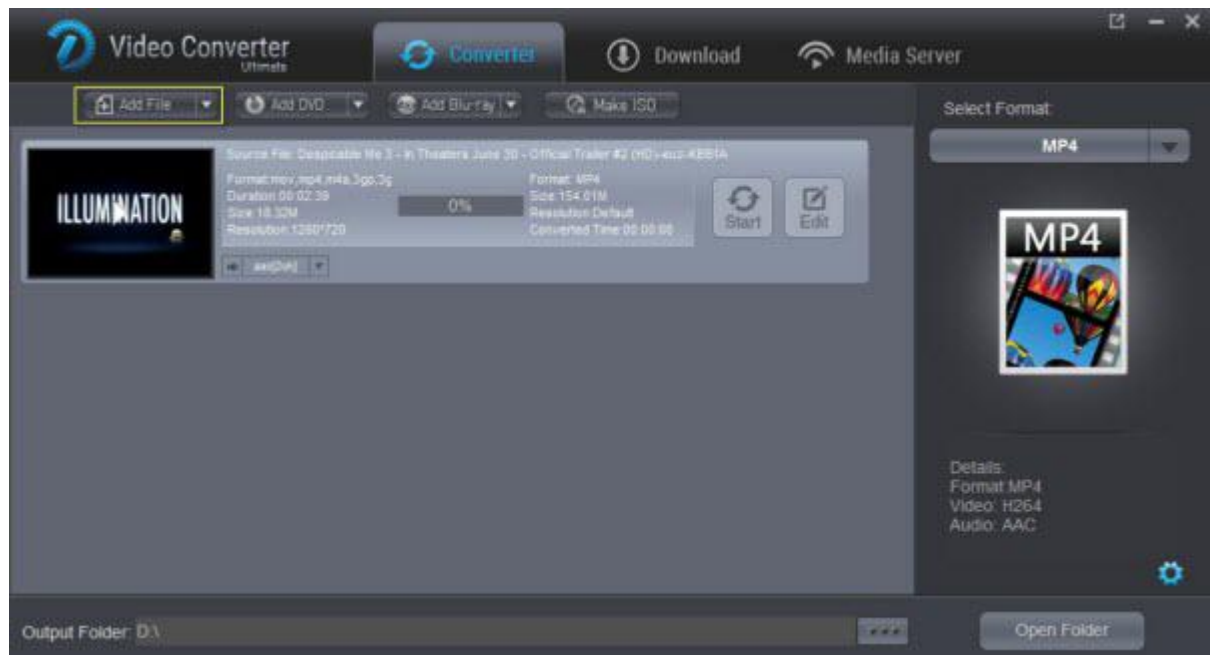 Video Converter
Ultimate
Converter
Download
Media Server
Add File
Add DVD
Add Blu-ray
Make ISO
Select Format:
MP4
Source File: Despicable Me 3 - In Theaters June 30 - Official Trailer #2 (HD)-euz-KBBfA
Format:mov,mp4,m4a,3gp,3g
Duration:00:02:39
Size:18.32M
Resolution:1280*720
0%
Format: MP4
Size:154.01M
Resolution:Default
Converted Time:00:00:00
Start
Edit
ILLUMINATION
MP4
Details:
Format:MP4
Video: H264
Audio: AAC
Output Folder: D:\
Open Folder